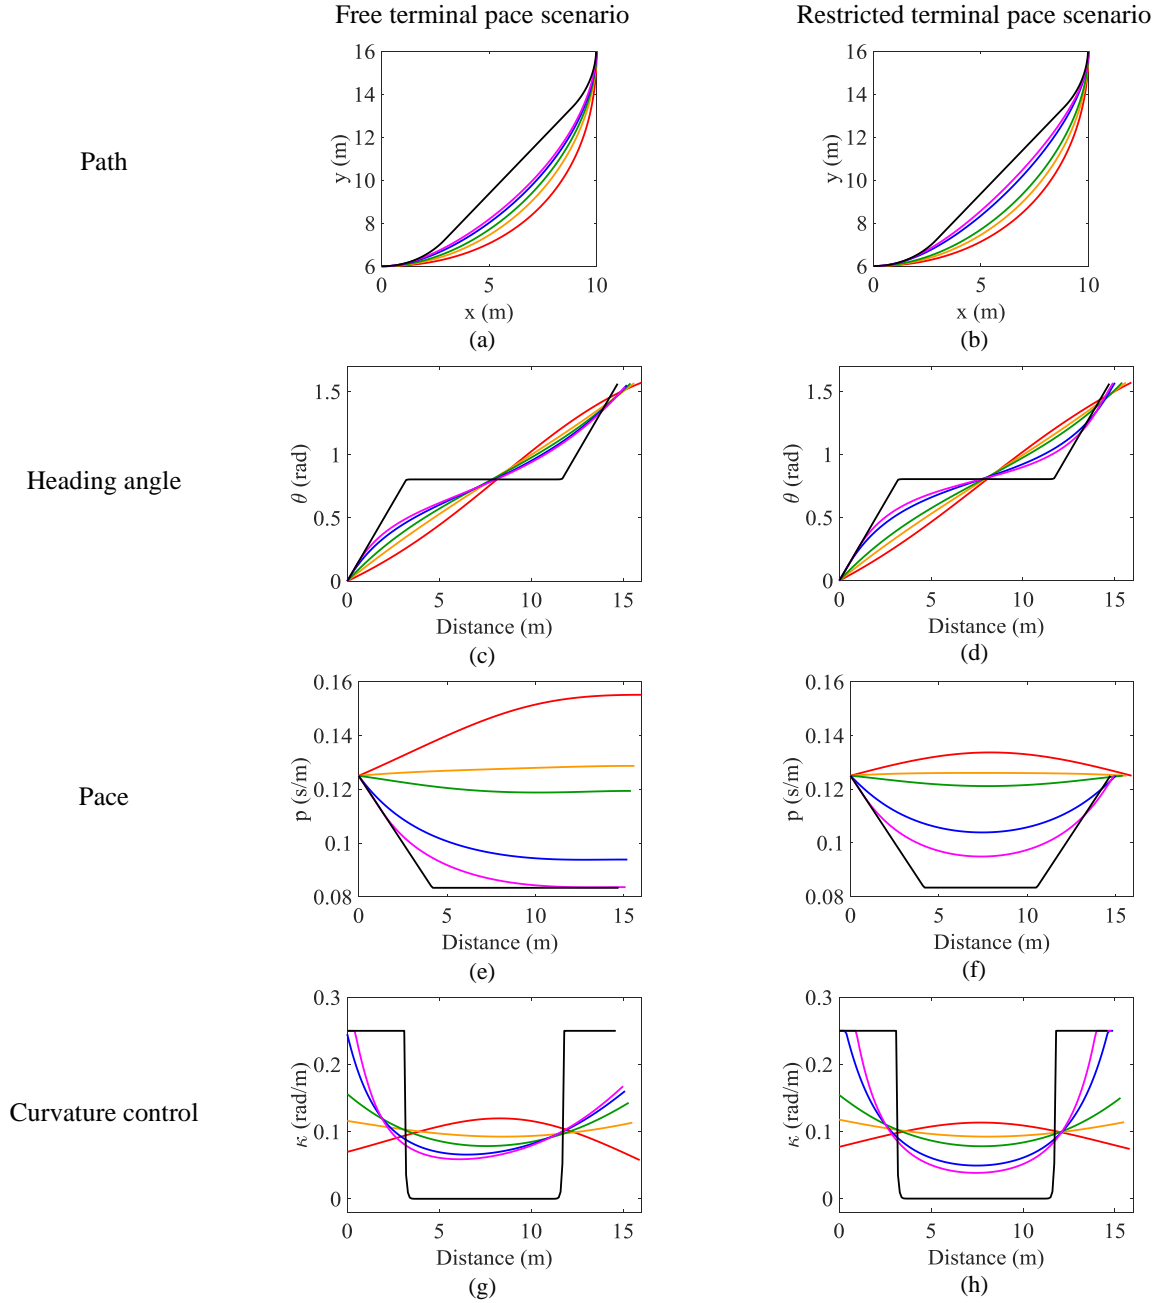 Free terminal pace scenario
Restricted terminal pace scenario
Path
16
14
12
10
8
6
y (m)
0
5
10
x (m)
(a)
16
14
12
10
8
6
y (m)
0
5
10
x (m)
(b)
Heading angle
1.5
1
0.5
0
θ (rad)
0
5
10
15
Distance (m)
(c)
1.5
1
0.5
0
θ (rad)
0
5
10
15
Distance (m)
(d)
Pace
0.16
0.14
0.12
0.1
0.08
p (s/m)
0
5
10
15
Distance (m)
(e)
0.16
0.14
0.12
0.1
0.08
p (s/m)
0
5
10
15
Distance (m)
(f)
Curvature control
0.3
0.2
0.1
0
κ (rad/m)
0
5
10
15
Distance (m)
(g)
0.3
0.2
0.1
0
κ (rad/m)
0
5
10
15
Distance (m)
(h)